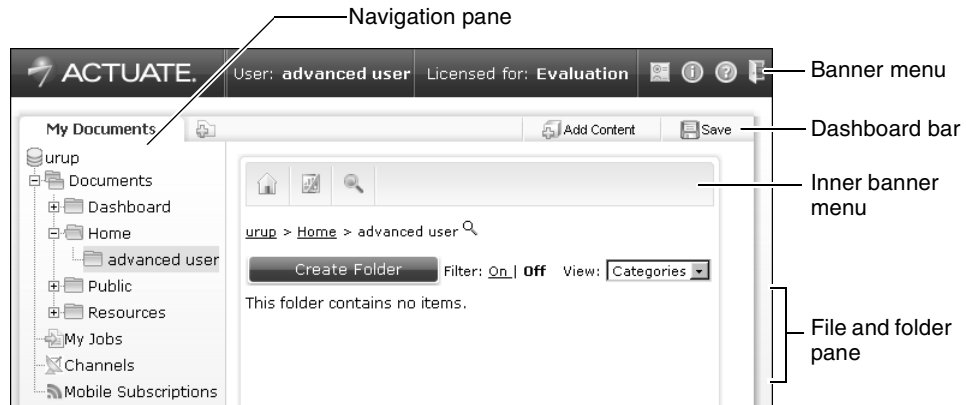 Navigation pane
ACTUATE.
User: advanced user Licensed for: Evaluation
Banner menu
My Documents
Add Content
Save
Dashboard bar
urup
Documents
Dashboard
Home
advanced user
Public
Resources
My Jobs
Channels
Mobile Subscriptions
Inner banner
menu
urup > Home > advanced user
Create Folder
Filter: On | Off View: Categories
This folder contains no items.
File and folder
pane